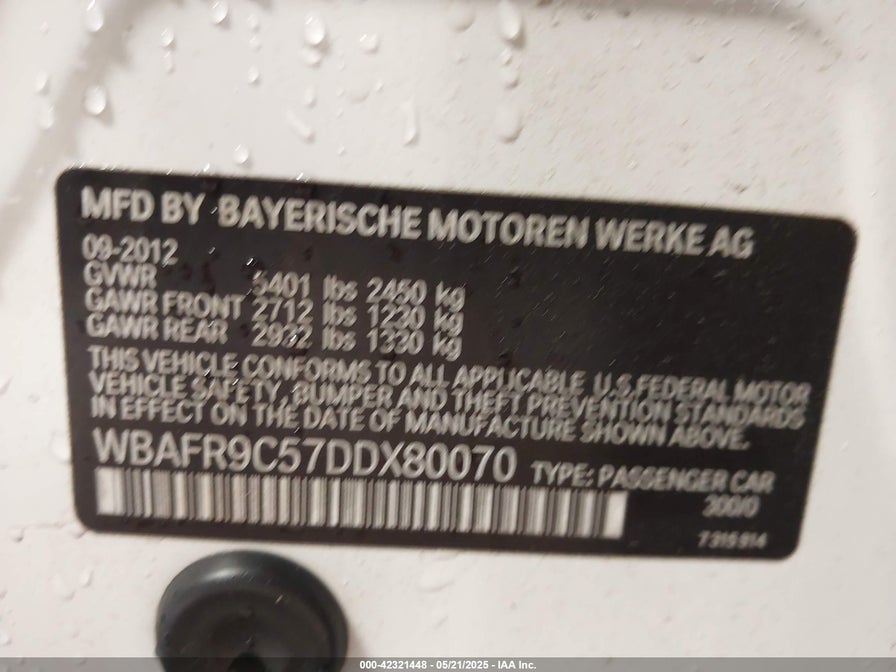 MFD BY BAYERISCHE MOTOREN WERKE AG
09-2012
GVWR 5401 lbs 2450 kg
GAWR FRONT 2712 lbs 1230 kg
GAWR REAR 2932 lbs 1330 kg
THIS VEHICLE CONFORMS TO ALL APPLICABLE U.S.FEDERAL MOTOR
VEHICLE SAFETY, BUMPER AND THEFT PREVENTION STANDARDS
IN EFFECT ON THE DATE OF MANUFACTURE SHOWN ABOVE.
WBAFR9C57DDX80070 TYPE: PASSENGER CAR
300/0
7315914
000-42321448 - 05/21/2025 - IAA Inc.